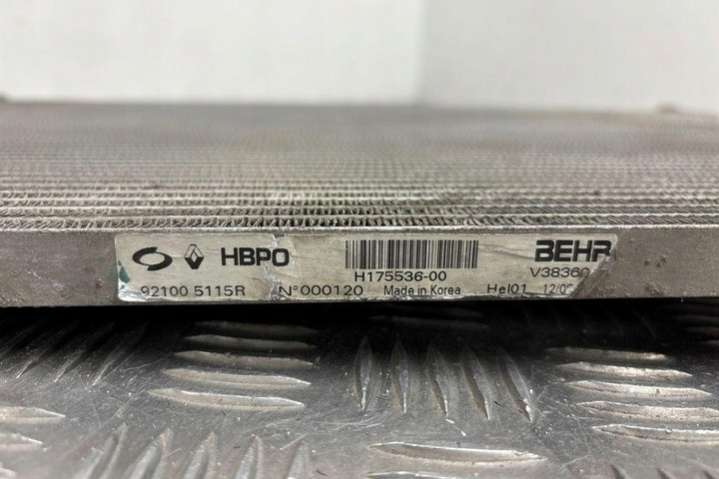 HBPO
BEHR
H175536-00
V38360
92100 5115R N°000120 Made in Korea Hel01